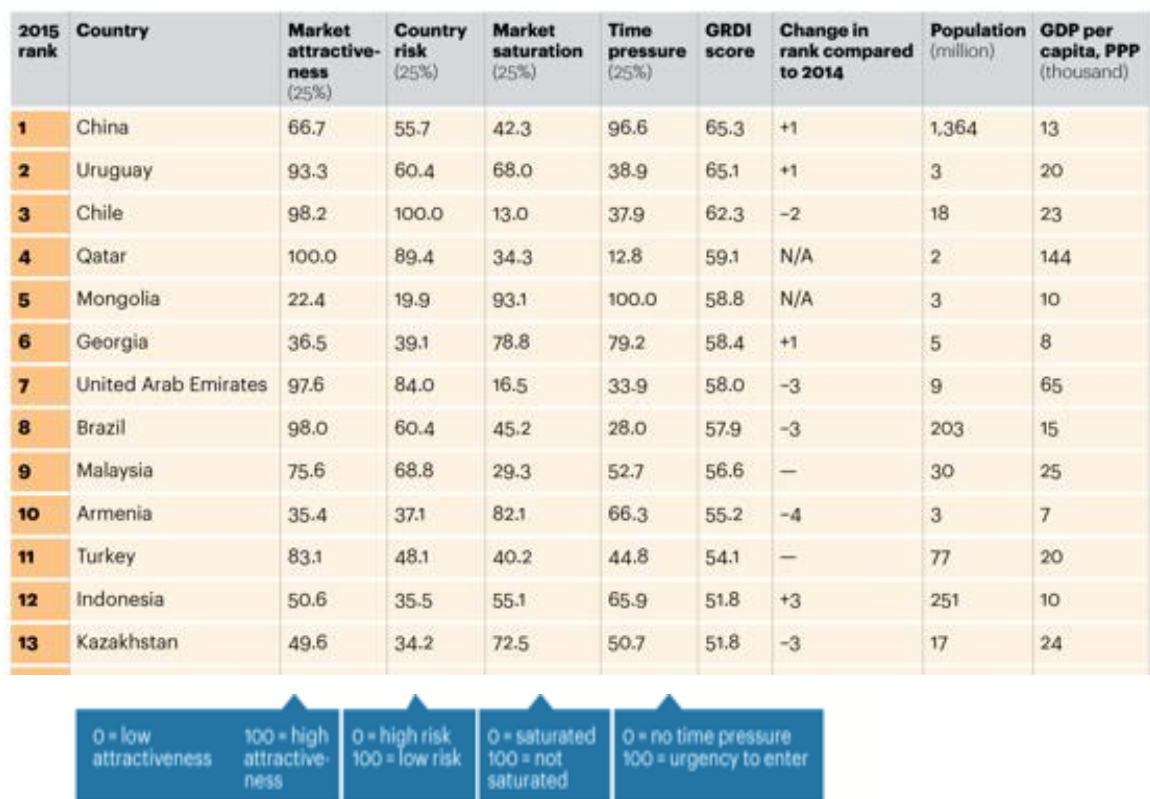 2015 rank Country Market attractive-ness (25%) Country risk (25%) Market saturation (25%) Time pressure (25%) GRDI score Change in rank compared to 2014 Population (million) GDP per capita, PPP (thousand)
1 China 66.7 55.7 42.3 96.6 65.3 +1 1,364 13
2 Uruguay 93.3 60.4 68.0 38.9 65.1 +1 3 20
3 Chile 98.2 100.0 13.0 37.9 62.3 –2 18 23
4 Qatar 100.0 89.4 34.3 12.8 59.1 N/A 2 144
5 Mongolia 22.4 19.9 93.1 100.0 58.8 N/A 3 10
6 Georgia 36.5 39.1 78.8 79.2 58.4 +1 5 8
7 United Arab Emirates 97.6 84.0 16.5 33.9 58.0 –3 9 65
8 Brazil 98.0 60.4 45.2 28.0 57.9 –3 203 15
9 Malaysia 75.6 68.8 29.3 52.7 56.6 — 30 25
10 Armenia 35.4 37.1 82.1 66.3 55.2 –4 3 7
11 Turkey 83.1 48.1 40.2 44.8 54.1 — 77 20
12 Indonesia 50.6 35.5 55.1 65.9 51.8 +3 251 10
13 Kazakhstan 49.6 34.2 72.5 50.7 51.8 –3 17 24
0 = low attractiveness
100 = high attractive-ness
0 = high risk
100 = low risk
0 = saturated
100 = not saturated
0 = no time pressure
100 = urgency to enter